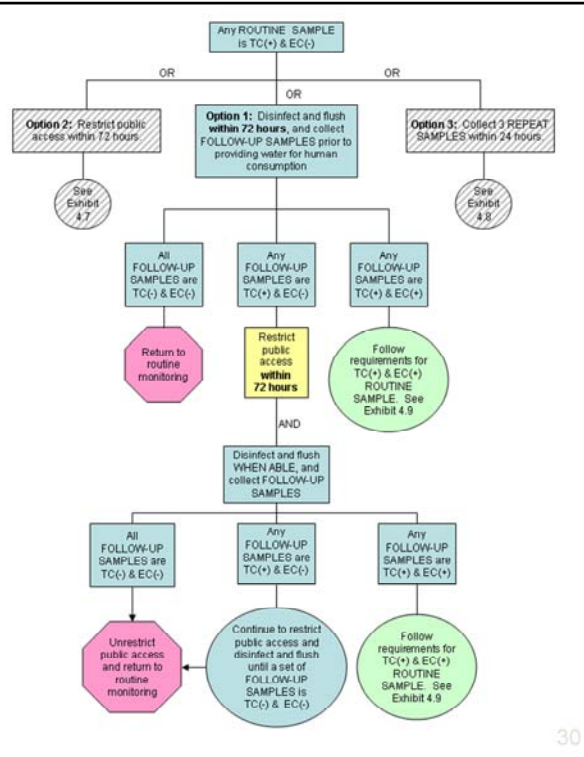 Any ROUTINE SAMPLE
is TC(+) & EC(-)
OR
OR
OR
Option 2: Restrict public
access within 72 hours
Option 1: Disinfect and flush
within 72 hours, and collect
FOLLOW-UP SAMPLES prior to
providing water for human
consumption
Option 3: Collect 3 REPEAT
SAMPLES within 24 hours.
See
Exhibit
4.7
See
Exhibit
4.8
All
FOLLOW-UP
SAMPLES are
TC(-) & EC(-)
Any
FOLLOW-UP
SAMPLES are
TC(+) & EC(-)
Any
FOLLOW-UP
SAMPLES are
TC(+) & EC(+)
Return to
routine
monitoring
Restrict
public
access
within
72 hours
Follow
requirements for
TC(+) & EC(+)
ROUTINE
SAMPLE. See
Exhibit 4.9
AND
Disinfect and flush
WHEN ABLE, and
collect FOLLOW-UP
SAMPLES
All
FOLLOW-UP
SAMPLES are
TC(-) & EC(-)
Any
FOLLOW-UP
SAMPLES are
TC(+) & EC(-)
Any
FOLLOW-UP
SAMPLES are
TC(+) & EC(+)
Unrestrict
public access
and return to
routine
monitoring
Continue to restrict
public access and
disinfect and flush
until a set of
FOLLOW-UP
SAMPLES is
TC(-) & EC(-)
Follow
requirements for
TC(+) & EC(+)
ROUTINE
SAMPLE. See
Exhibit 4.9
30